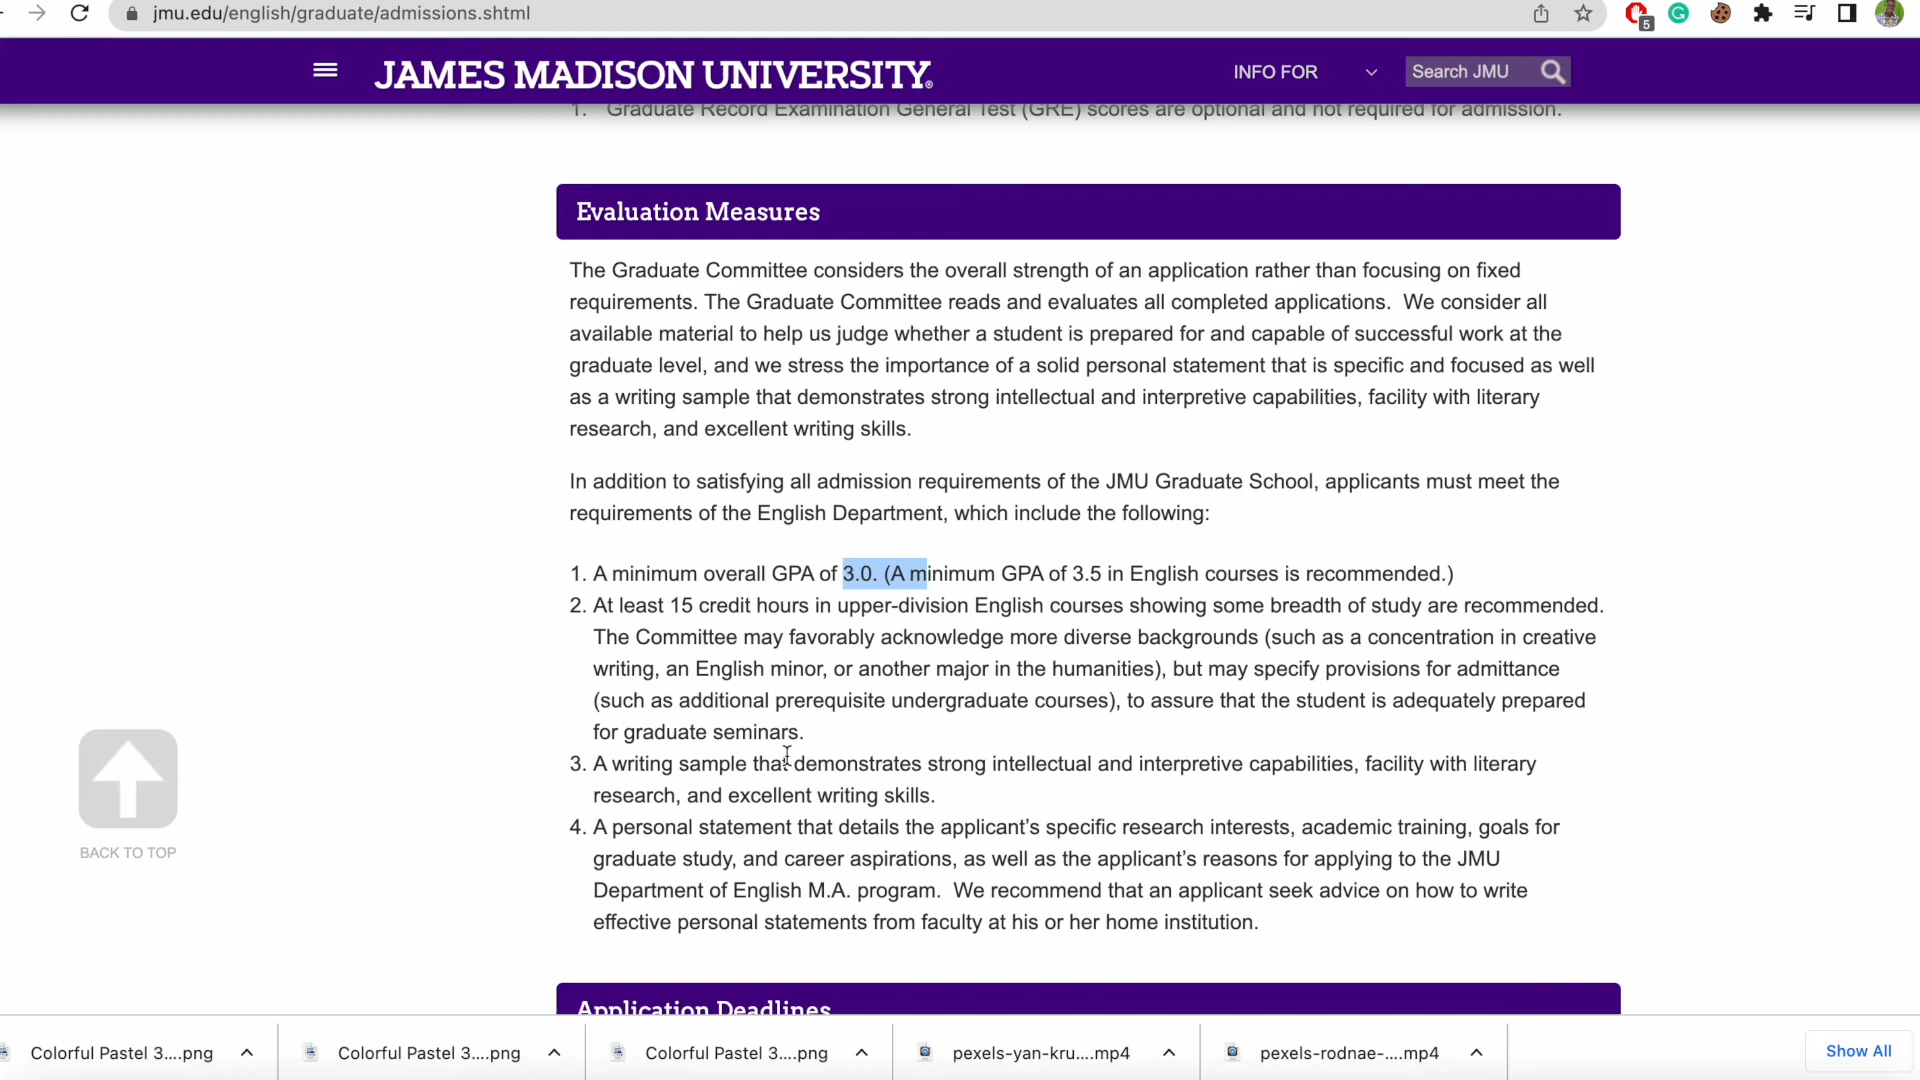 jmu.edu/english/graduate/admissions.shtml
5
JAMES MADISON UNIVERSITY®
INFO FOR
Search JMU
1. Graduate Record Examination General Test (GRE) scores are optional and not required for admission.
Evaluation Measures
The Graduate Committee considers the overall strength of an application rather than focusing on fixed
requirements. The Graduate Committee reads and evaluates all completed applications. We consider all
available material to help us judge whether a student is prepared for and capable of successful work at the
graduate level, and we stress the importance of a solid personal statement that is specific and focused as well
as a writing sample that demonstrates strong intellectual and interpretive capabilities, facility with literary
research, and excellent writing skills.
In addition to satisfying all admission requirements of the JMU Graduate School, applicants must meet the
requirements of the English Department, which include the following:
1. A minimum overall GPA of 3.0. (A minimum GPA of 3.5 in English courses is recommended.)
2. At least 15 credit hours in upper-division English courses showing some breadth of study are recommended.
The Committee may favorably acknowledge more diverse backgrounds (such as a concentration in creative
writing, an English minor, or another major in the humanities), but may specify provisions for admittance
(such as additional prerequisite undergraduate courses), to assure that the student is adequately prepared
for graduate seminars.
3. A writing sample that demonstrates strong intellectual and interpretive capabilities, facility with literary
research, and excellent writing skills.
4. A personal statement that details the applicant’s specific research interests, academic training, goals for
graduate study, and career aspirations, as well as the applicant’s reasons for applying to the JMU
Department of English M.A. program. We recommend that an applicant seek advice on how to write
effective personal statements from faculty at his or her home institution.
BACK TO TOP
Application Deadlines
Colorful Pastel 3....png
Colorful Pastel 3....png
Colorful Pastel 3....png
pexels-yan-kru....mp4
pexels-rodnae-....mp4
Show All